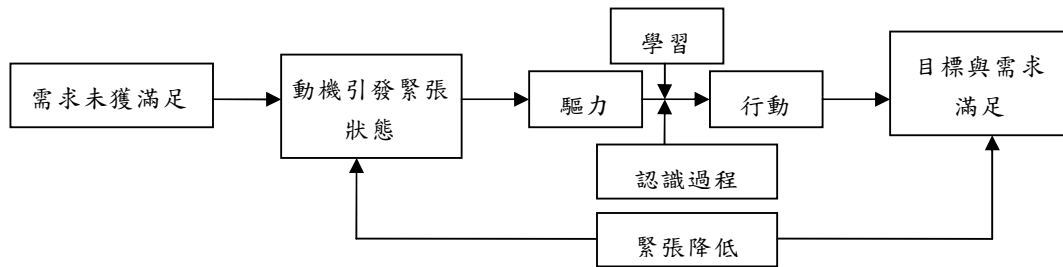 學習
需求未獲滿足
動機引發緊張
狀態
驅力
行動
目標與需求
滿足
認識過程
緊張降低